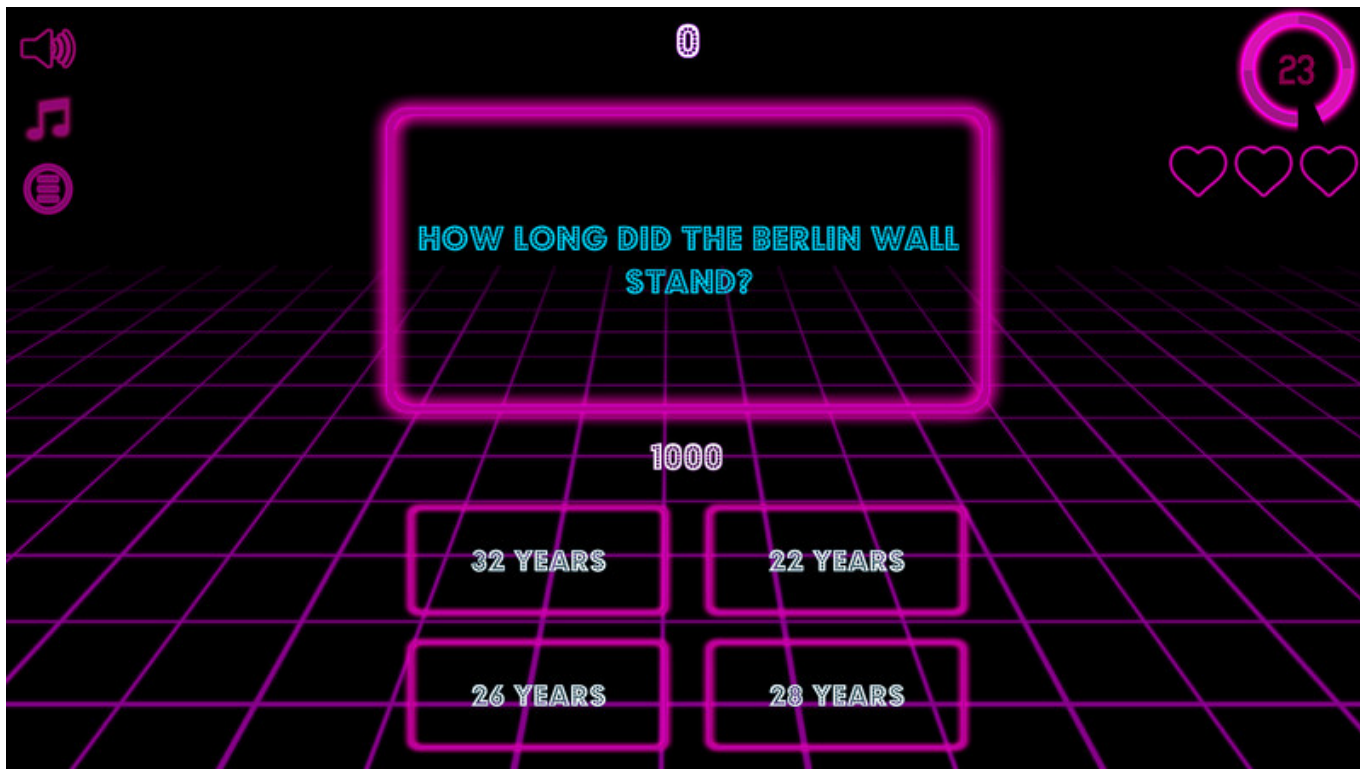 0
23
HOW LONG DID THE BERLIN WALL
STAND?
1000
32 YEARS
22 YEARS
26 YEARS
28 YEARS